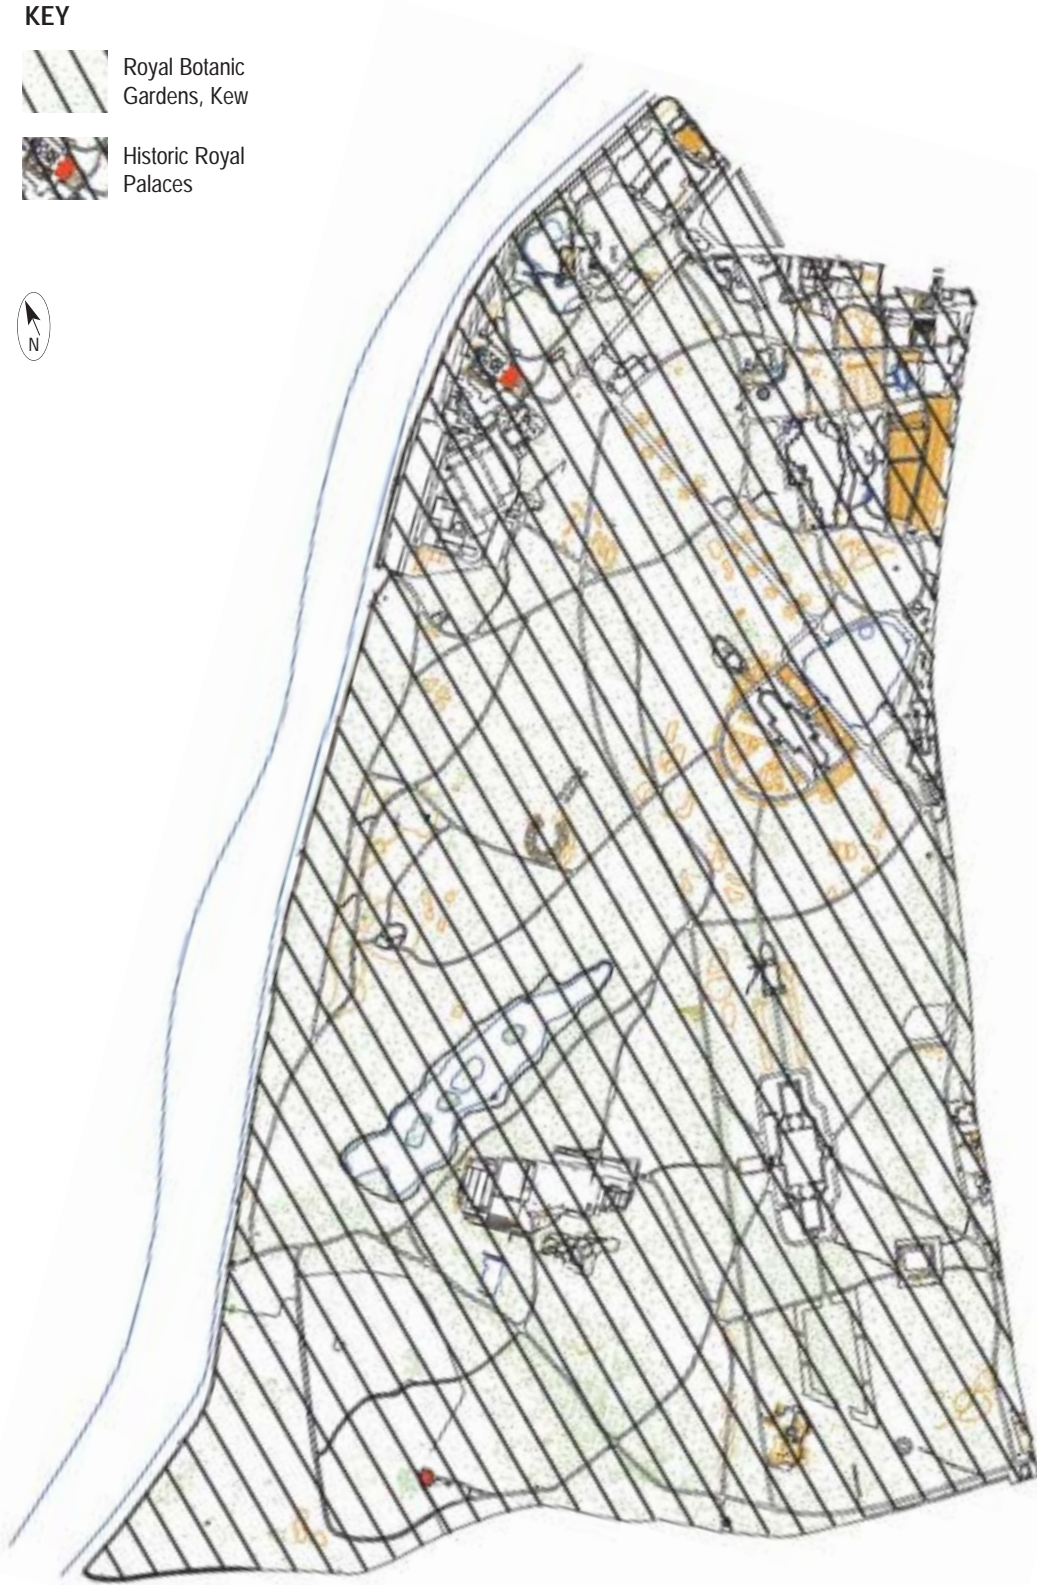 KEY
Royal Botanic
Gardens, Kew
Historic Royal
Palaces
N